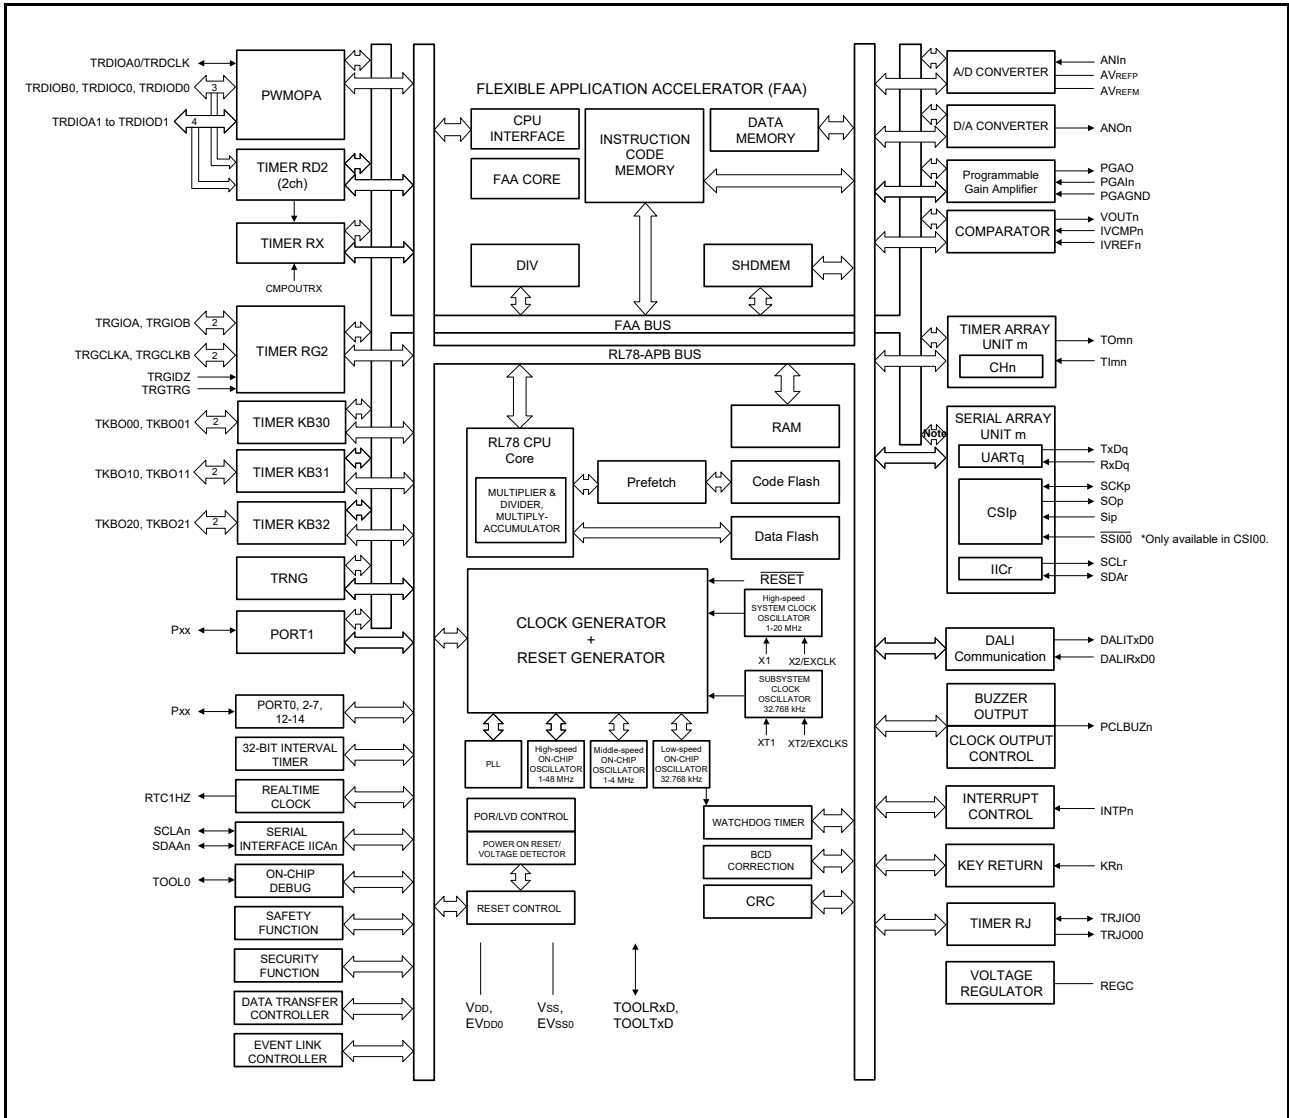 TRDIOA0/TRDCLK
TRDIOB0, TRDIOC0, TRDIOD0
3
TRDIOA1 to TRDIOD1
4
PWMOPA
TIMER RD2
(2ch)
TIMER RX
CMPOUTRX
TRGIOA, TRGIOB
2
TRGCLKA, TRGCLKB
2
TRGIDZ
TRGTRG
TIMER RG2
TKBO00, TKBO01
2
TIMER KB30
TKBO10, TKBO11
2
TIMER KB31
TKBO20, TKBO21
2
TIMER KB32
TRNG
Pxx
PORT1
Pxx
PORT0, 2-7,
12-14
32-BIT INTERVAL
TIMER
RTC1HZ
REALTIME
CLOCK
SCLAn
SDAAn
SERIAL
INTERFACE IICAn
TOOL0
ON-CHIP
DEBUG
SAFETY
FUNCTION
SECURITY
FUNCTION
DATA TRANSFER
CONTROLLER
EVENT LINK
CONTROLLER
FLEXIBLE APPLICATION ACCELERATOR (FAA)
CPU
INTERFACE
INSTRUCTION
CODE
MEMORY
DATA
MEMORY
FAA CORE
DIV
SHDMEM
FAA BUS
RL78-APB BUS
RL78 CPU
Core
MULTIPLIER &
DIVIDER,
MULTIPLY-
ACCUMULATOR
Prefetch
RAM
Code Flash
Data Flash
CLOCK GENERATOR
+
RESET GENERATOR
RESET
High-speed
SYSTEM CLOCK
OSCILLATOR
1-20 MHz
X1
X2/EXCLK
SUBSYSTEM
CLOCK
OSCILLATOR
32.768 kHz
XT1
XT2/EXCLKS
PLL
High-speed
ON-CHIP
OSCILLATOR
1-48 MHz
Middle-speed
ON-CHIP
OSCILLATOR
1-4 MHz
Low-speed
ON-CHIP
OSCILLATOR
32.768 kHz
POR/LVD CONTROL
POWER ON RESET/
VOLTAGE DETECTOR
RESET CONTROL
WATCHDOG TIMER
BCD
CORRECTION
CRC
VDD,
EVDD0
VSS,
EVSS0
TOOLRxD,
TOOLTxD
A/D CONVERTER
ANIn
AVREFP
AVREFM
D/A CONVERTER
ANOn
Programmable
Gain Amplifier
PGAO
PGAIn
PGAGND
COMPARATOR
VOUTn
IVCMPn
IVREFn
TIMER ARRAY
UNIT m
CHn
TOmn
TImn
Note
SERIAL ARRAY
UNIT m
UARTq
TxDq
RxDq
CSIp
SCKp
SOp
Sip
SSI00 *Only available in CSI00.
IICr
SCLr
SDAr
DALI
Communication
DALITxD0
DALIRxD0
BUZZER
OUTPUT
CLOCK OUTPUT
CONTROL
PCLBUZn
INTERRUPT
CONTROL
INTPn
KEY RETURN
KRn
TIMER RJ
TRJIO0
TRJO00
VOLTAGE
REGULATOR
REGC